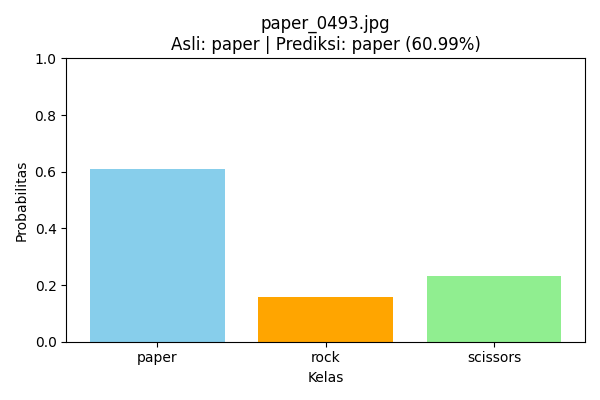 paper_0493.jpg
Asli: paper | Prediksi: paper (60.99%)
1.0
0.8
0.6
0.4
0.2
0.0
Probabilitas
paper
rock
scissors
Kelas